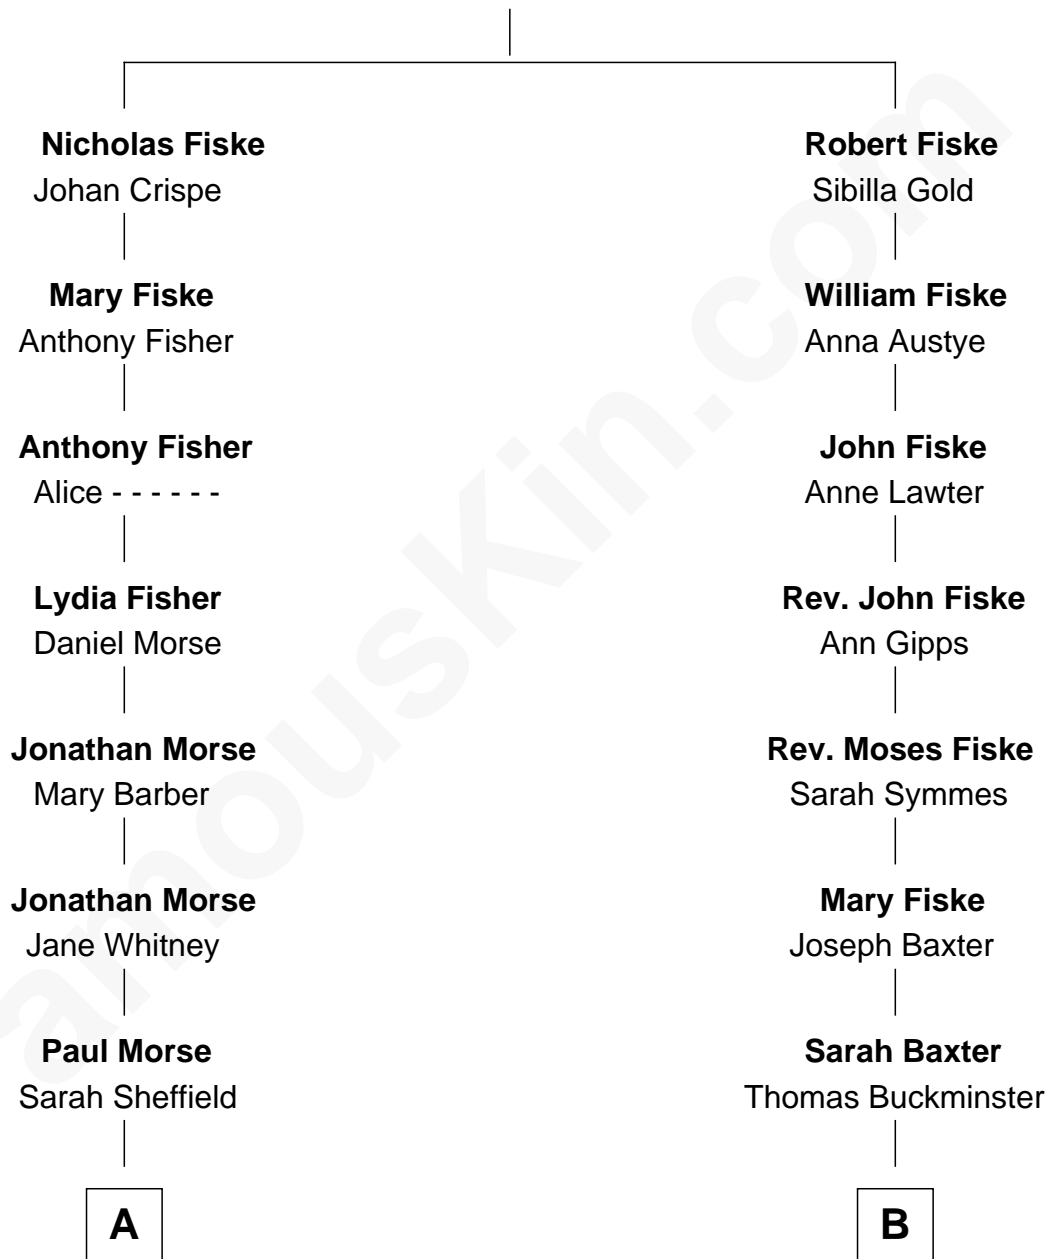 Nicholas Fiske
Johan Crispe
Mary Fiske
Anthony Fisher
Anthony Fisher
Alice - - - - - -
Lydia Fisher
Daniel Morse
Jonathan Morse
Mary Barber
Jonathan Morse
Jane Whitney
Paul Morse
Sarah Sheffield
A
Robert Fiske
Sibilla Gold
William Fiske
Anna Austye
John Fiske
Anne Lawter
Rev. John Fiske
Ann Gipps
Rev. Moses Fiske
Sarah Symmes
Mary Fiske
Joseph Baxter
Sarah Baxter
Thomas Buckminster
B
amousKin.com